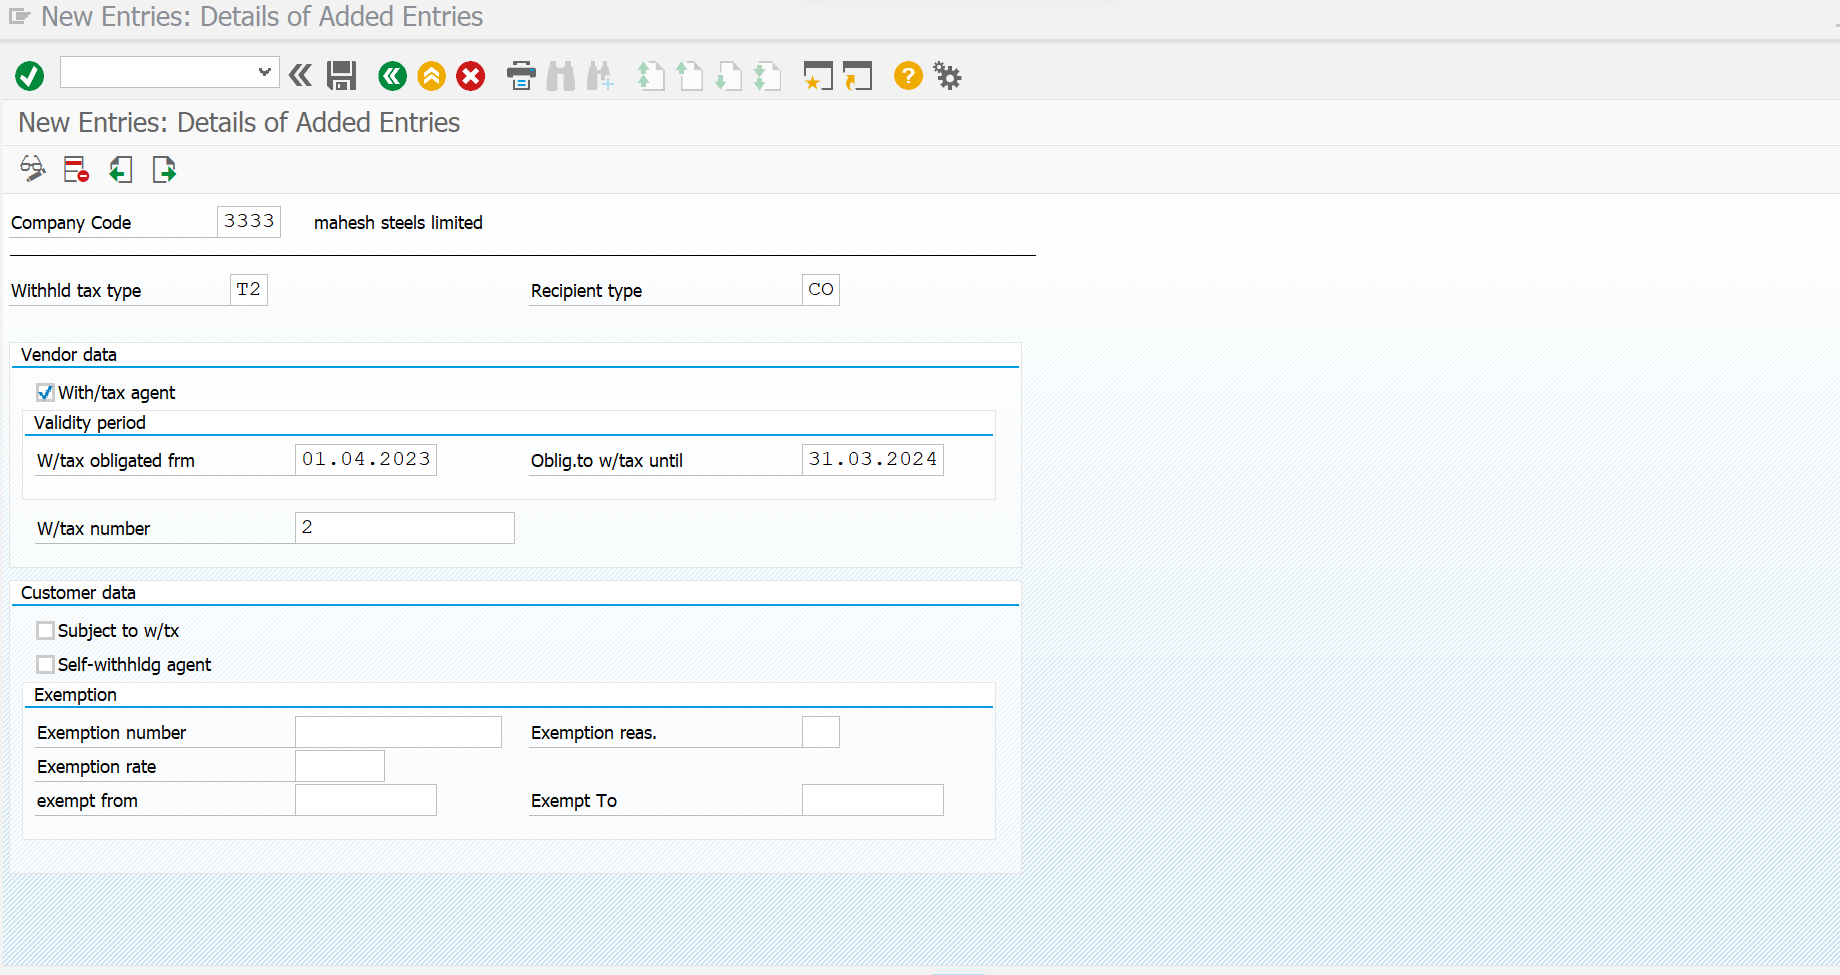 New Entries: Details of Added Entries
New Entries: Details of Added Entries
Company Code 3333 mahesh steels limited
Withhld tax type T2 Recipient type CO
Vendor data
With/tax agent
Validity period
W/tax obligated frm 01.04.2023 Oblig.to w/tax until 31.03.2024
W/tax number 2
Customer data
Subject to w/tx
Self-withhldg agent
Exemption
Exemption number Exemption reas.
Exemption rate
exempt from Exempt To